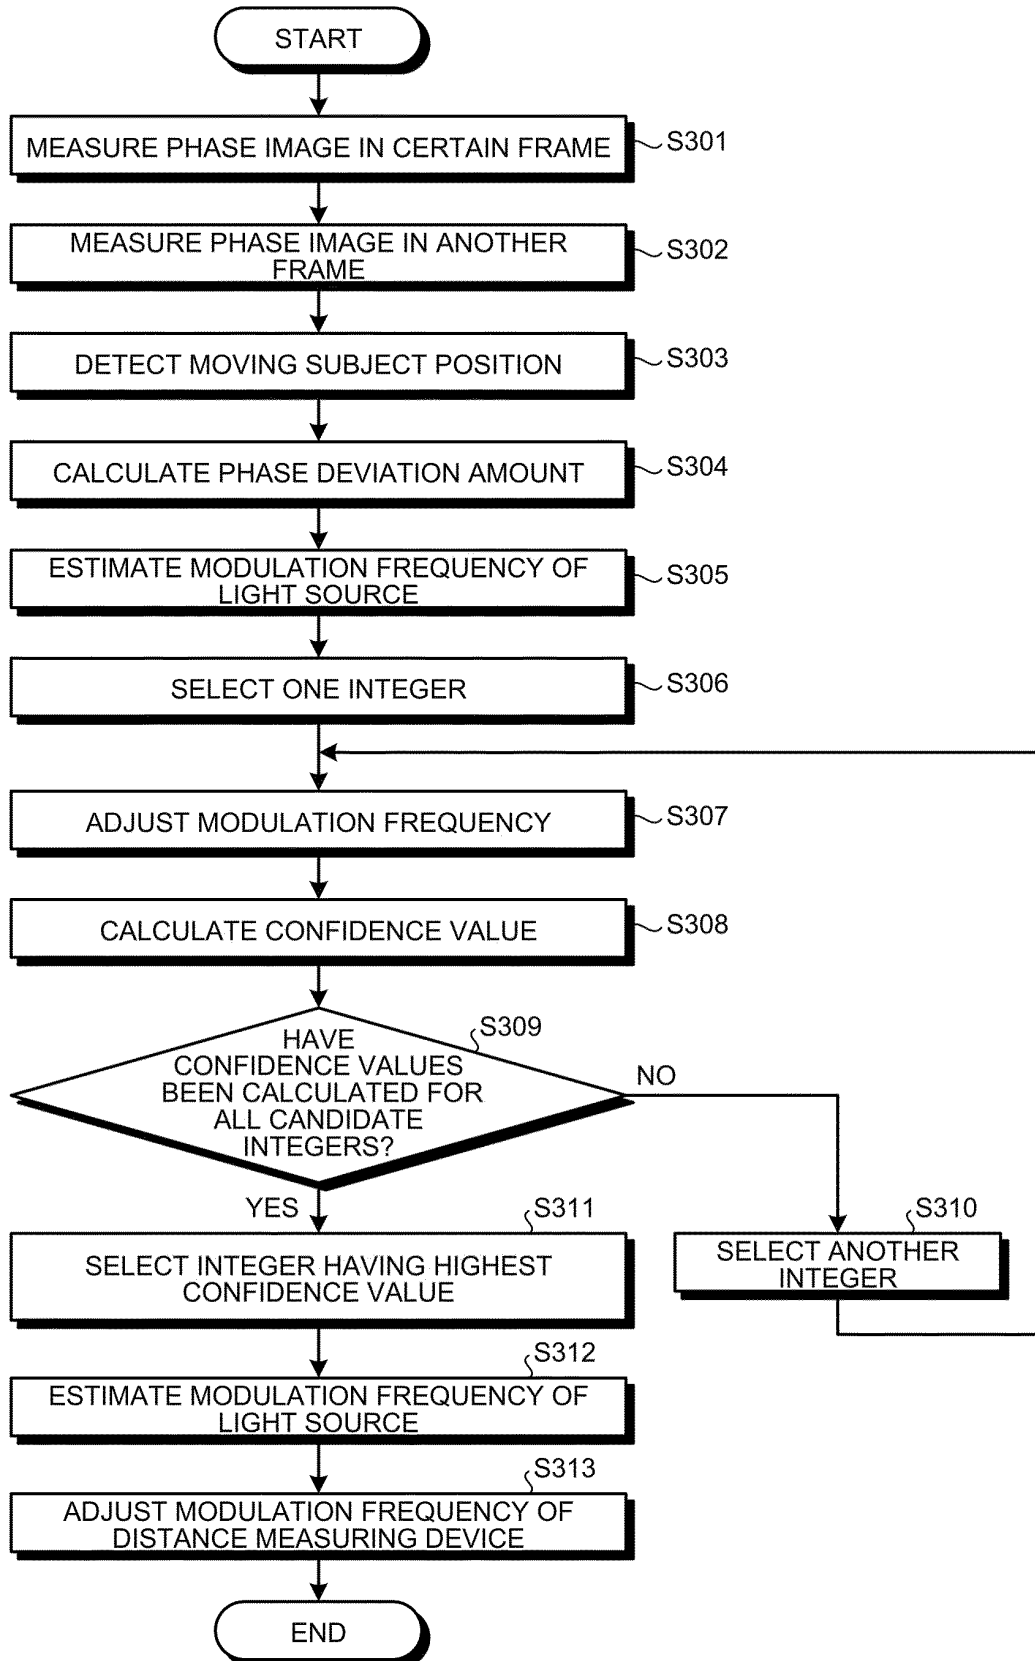 START
MEASURE PHASE IMAGE IN CERTAIN FRAME
S301
MEASURE PHASE IMAGE IN ANOTHER
FRAME
S302
DETECT MOVING SUBJECT POSITION
S303
CALCULATE PHASE DEVIATION AMOUNT
S304
ESTIMATE MODULATION FREQUENCY OF
LIGHT SOURCE
S305
SELECT ONE INTEGER
S306
ADJUST MODULATION FREQUENCY
S307
CALCULATE CONFIDENCE VALUE
S308
S309
HAVE
CONFIDENCE VALUES
BEEN CALCULATED FOR
ALL CANDIDATE
INTEGERS?
NO
YES
S310
SELECT ANOTHER
INTEGER
S311
SELECT INTEGER HAVING HIGHEST
CONFIDENCE VALUE
S312
ESTIMATE MODULATION FREQUENCY OF
LIGHT SOURCE
S313
ADJUST MODULATION FREQUENCY OF
DISTANCE MEASURING DEVICE
END